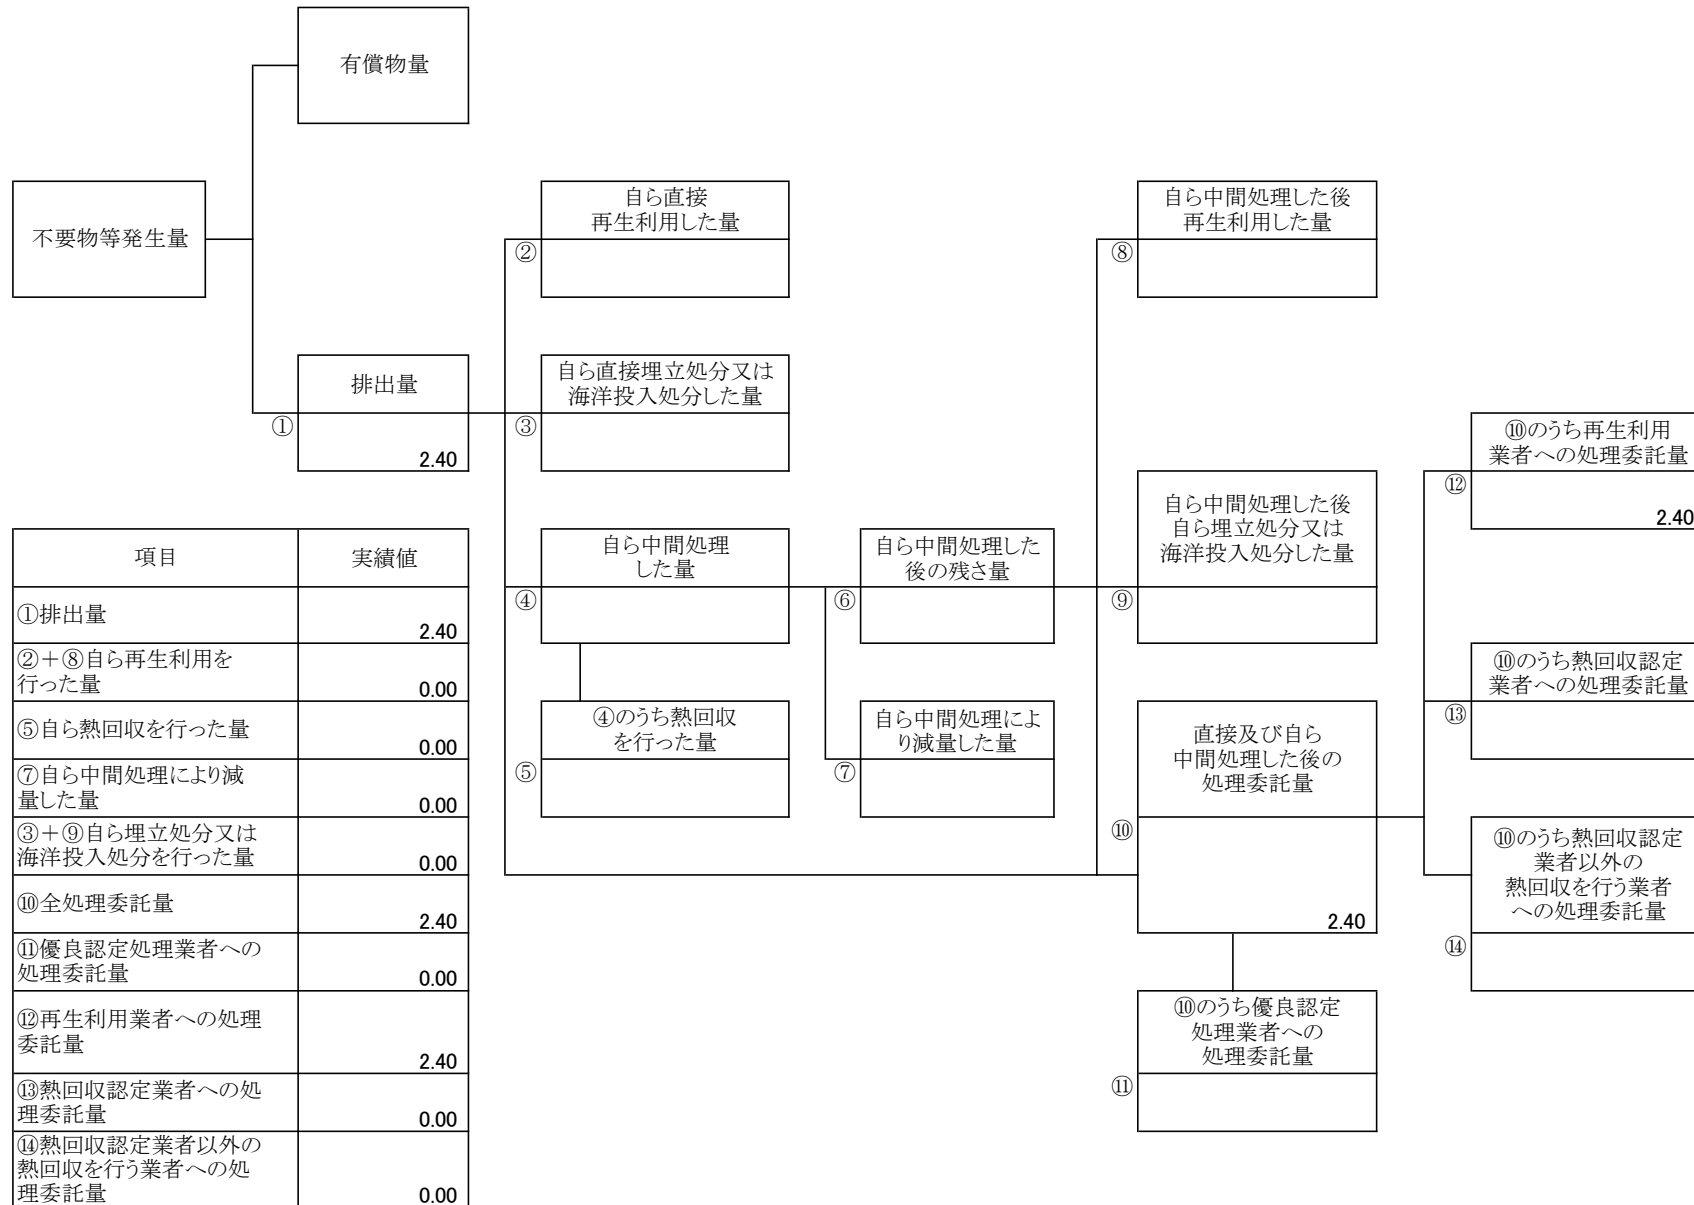 有償物量
不要物等発生量
自ら直接
再生利用した量
②
自ら中間処理した後
再生利用した量
⑧
排出量
①
2.40
自ら直接埋立処分又は
海洋投入処分した量
③
⑩のうち再生利用
業者への処理委託量
⑫
2.40
自ら中間処理した後
自ら埋立処分又は
海洋投入処分した量
⑨
自ら中間処理
した量
④
自ら中間処理した
後の残さ量
⑥
④のうち熱回収
を行った量
⑤
自ら中間処理によ
り減量した量
⑦
直接及び自ら
中間処理した後の
処理委託量
⑩
2.40
⑩のうち熱回収認定
業者への処理委託量
⑬
⑩のうち熱回収認定
業者以外の
熱回収を行う業者
への処理委託量
⑭
⑩のうち優良認定
処理業者への
処理委託量
⑪
項目 実績値
①排出量
2.40
②+⑧自ら再生利用を
行った量 0.00
⑤自ら熱回収を行った量
0.00
⑦自ら中間処理により減
量した量 0.00
③+⑨自ら埋立処分又は
海洋投入処分を行った量 0.00
⑩全処理委託量
2.40
⑪優良認定処理業者への
処理委託量 0.00
⑫再生利用業者への処理
委託量
2.40
⑬熱回収認定業者への処
理委託量 0.00
⑭熱回収認定業者以外の
熱回収を行う業者への処
理委託量 0.00